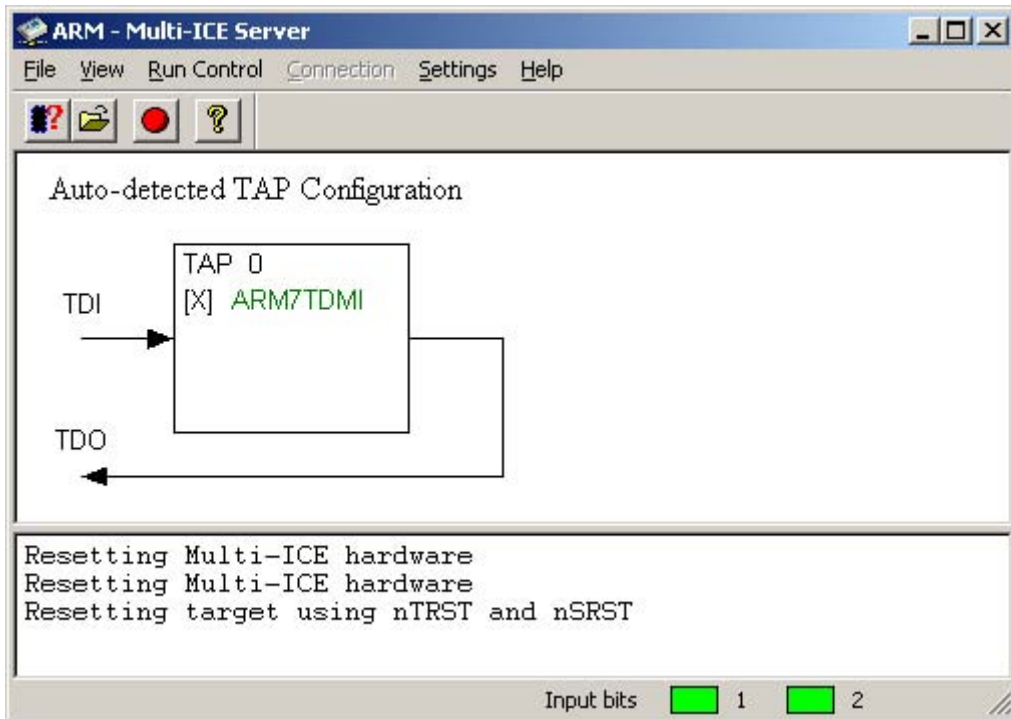 ARM - Multi-ICE Server
File View Run Control Connection Settings Help
Auto-detected TAP Configuration
TAP 0
TDI
[X] ARM7TDMI
TDO
Resetting Multi-ICE hardware
Resetting Multi-ICE hardware
Resetting target using nTRST and nSRST
Input bits 1 2